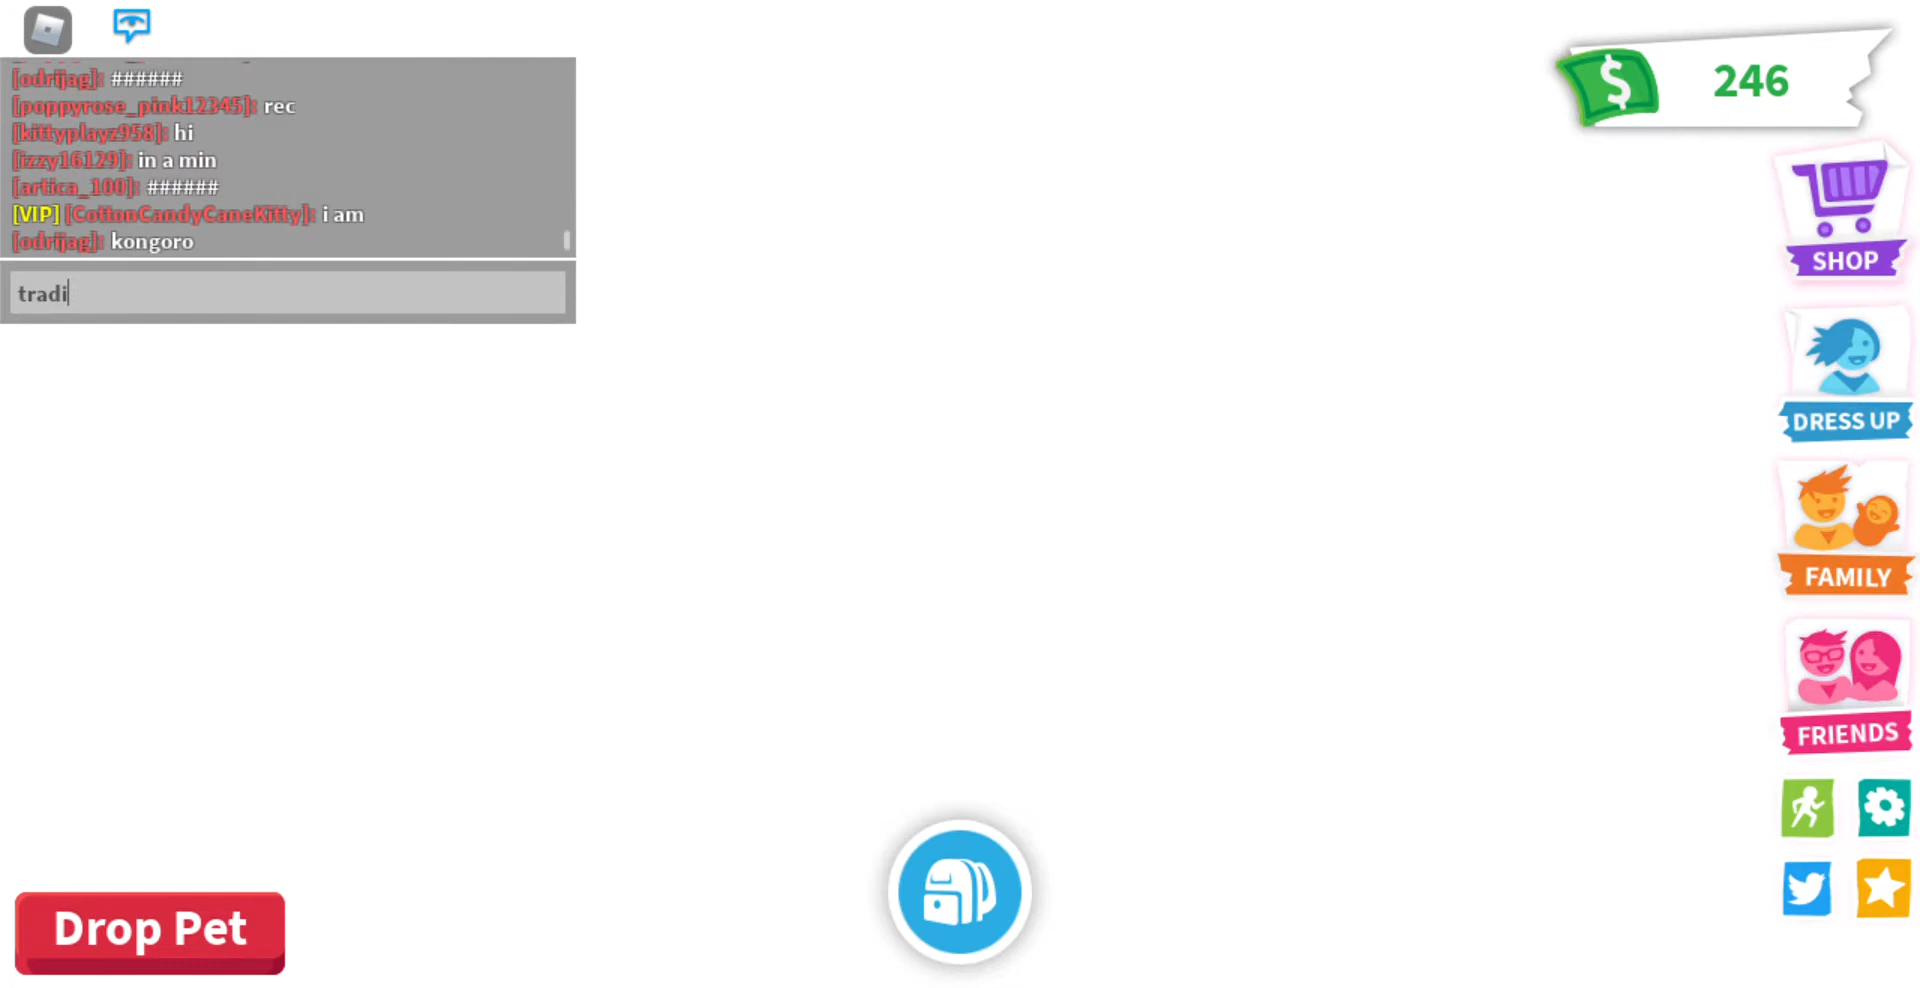 [odrijag]: ######
[poppyrose_pink12345]: rec
[kittyplayz958]: hi
[izzy16129]: in a min
[artica_100]: ######
[VIP] [CottonCandyCaneKitty]: i am
[odrijag]: kongoro
tradi
246
SHOP
DRESS UP
FAMILY
FRIENDS
Drop Pet